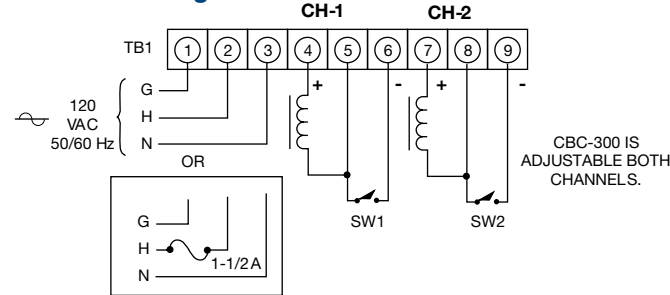 CH-1 CH-2
TB1 1 2 3 4 5 6 7 8 9
+ - + -
G
120
VAC
50/60 Hz
H
N
OR
CBC-300 IS
ADJUSTABLE BOTH
CHANNELS.
SW1 SW2
G
H
1-1/2 A
N